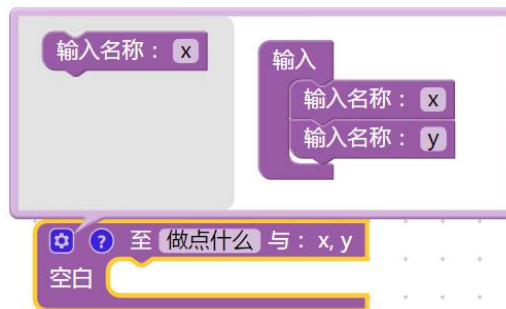 输入名称： x
输入
输入名称： x
输入名称： y
? 至 做点什么 与： x, y
空白